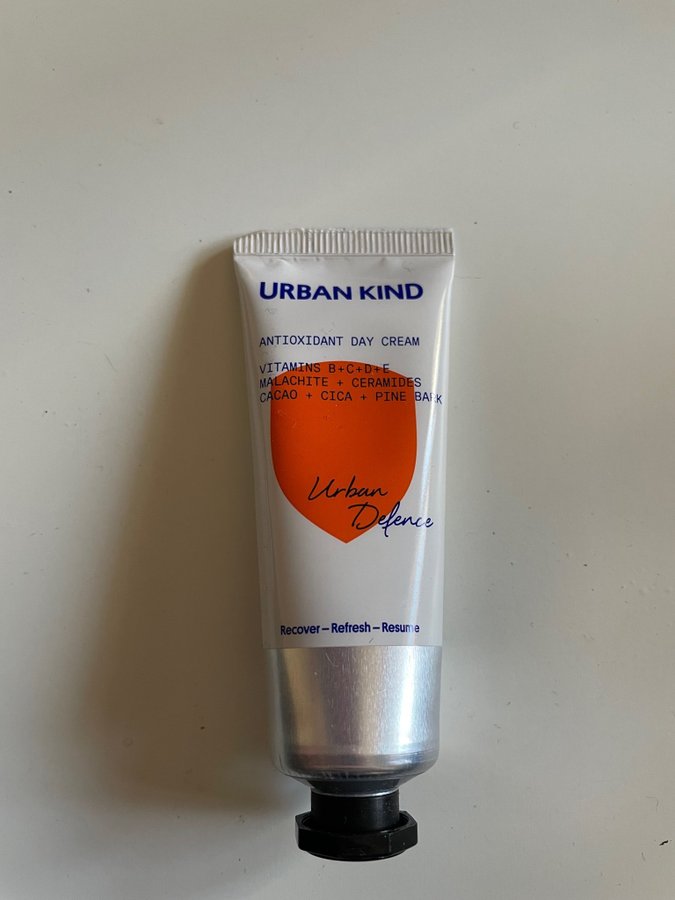 URBAN KIND
ANTIOXIDANT DAY CREAM
VITAMINS B+C+D+E
MALACHITE + CERAMIDES
CACAO + CICA + PINE BARK
Urban
Defence
Recover – Refresh – Resume